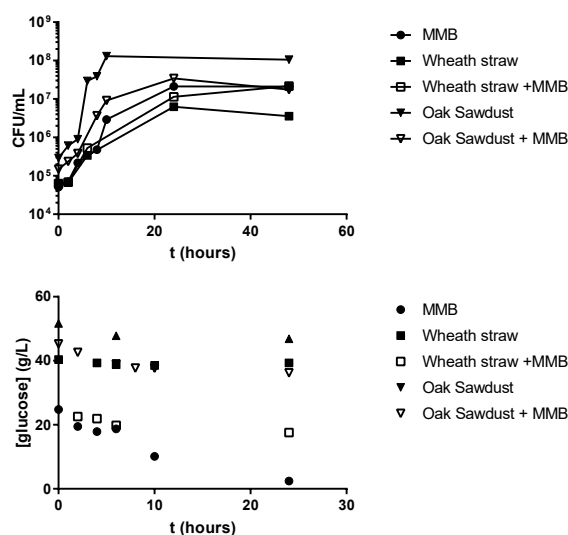 10⁹
10⁸
10⁷
10⁶
10⁵
10⁴
CFU/mL
0 20 40 60
t (hours)
MMB
Wheath straw
Wheath straw +MMB
Oak Sawdust
Oak Sawdust + MMB
60
40
20
0
[glucose] (g/L)
0 10 20 30
t (hours)
MMB
Wheath straw
Wheath straw +MMB
Oak Sawdust
Oak Sawdust + MMB